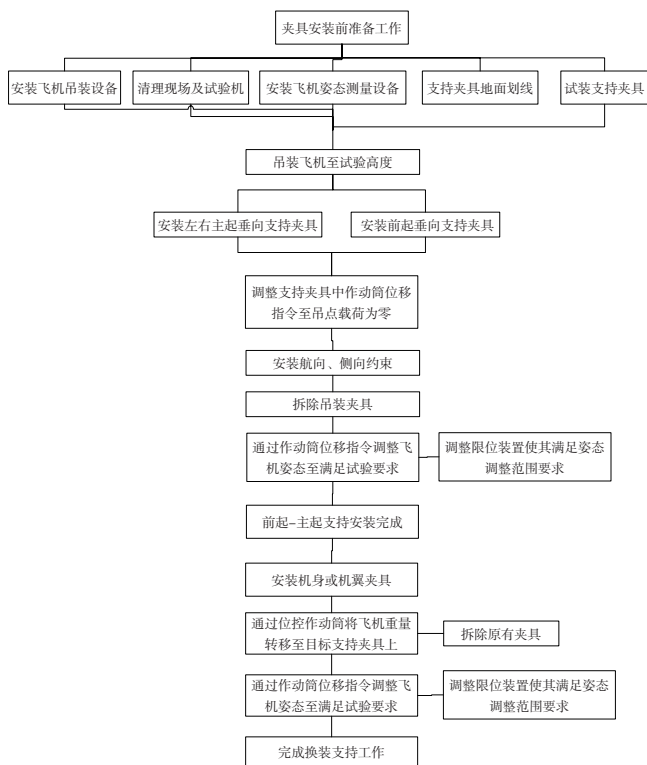 夹具安装前准备工作
安装飞机吊装设备
清理现场及试验机
安装飞机姿态测量设备
支持夹具地面划线
试装支持夹具
吊装飞机至试验高度
安装左右主起垂向支持夹具
安装前起垂向支持夹具
调整支持夹具中作动筒位移
指令至吊点载荷为零
安装航向、侧向约束
拆除吊装夹具
通过作动筒位移指令调整飞
机姿态至满足试验要求
调整限位装置使其满足姿态
调整范围要求
前起-主起支持安装完成
安装机身或机翼夹具
通过位控作动筒将飞机重量
转移至目标支持夹具上
拆除原有夹具
通过作动筒位移指令调整飞
机姿态至满足试验要求
调整限位装置使其满足姿态
调整范围要求
完成换装支持工作